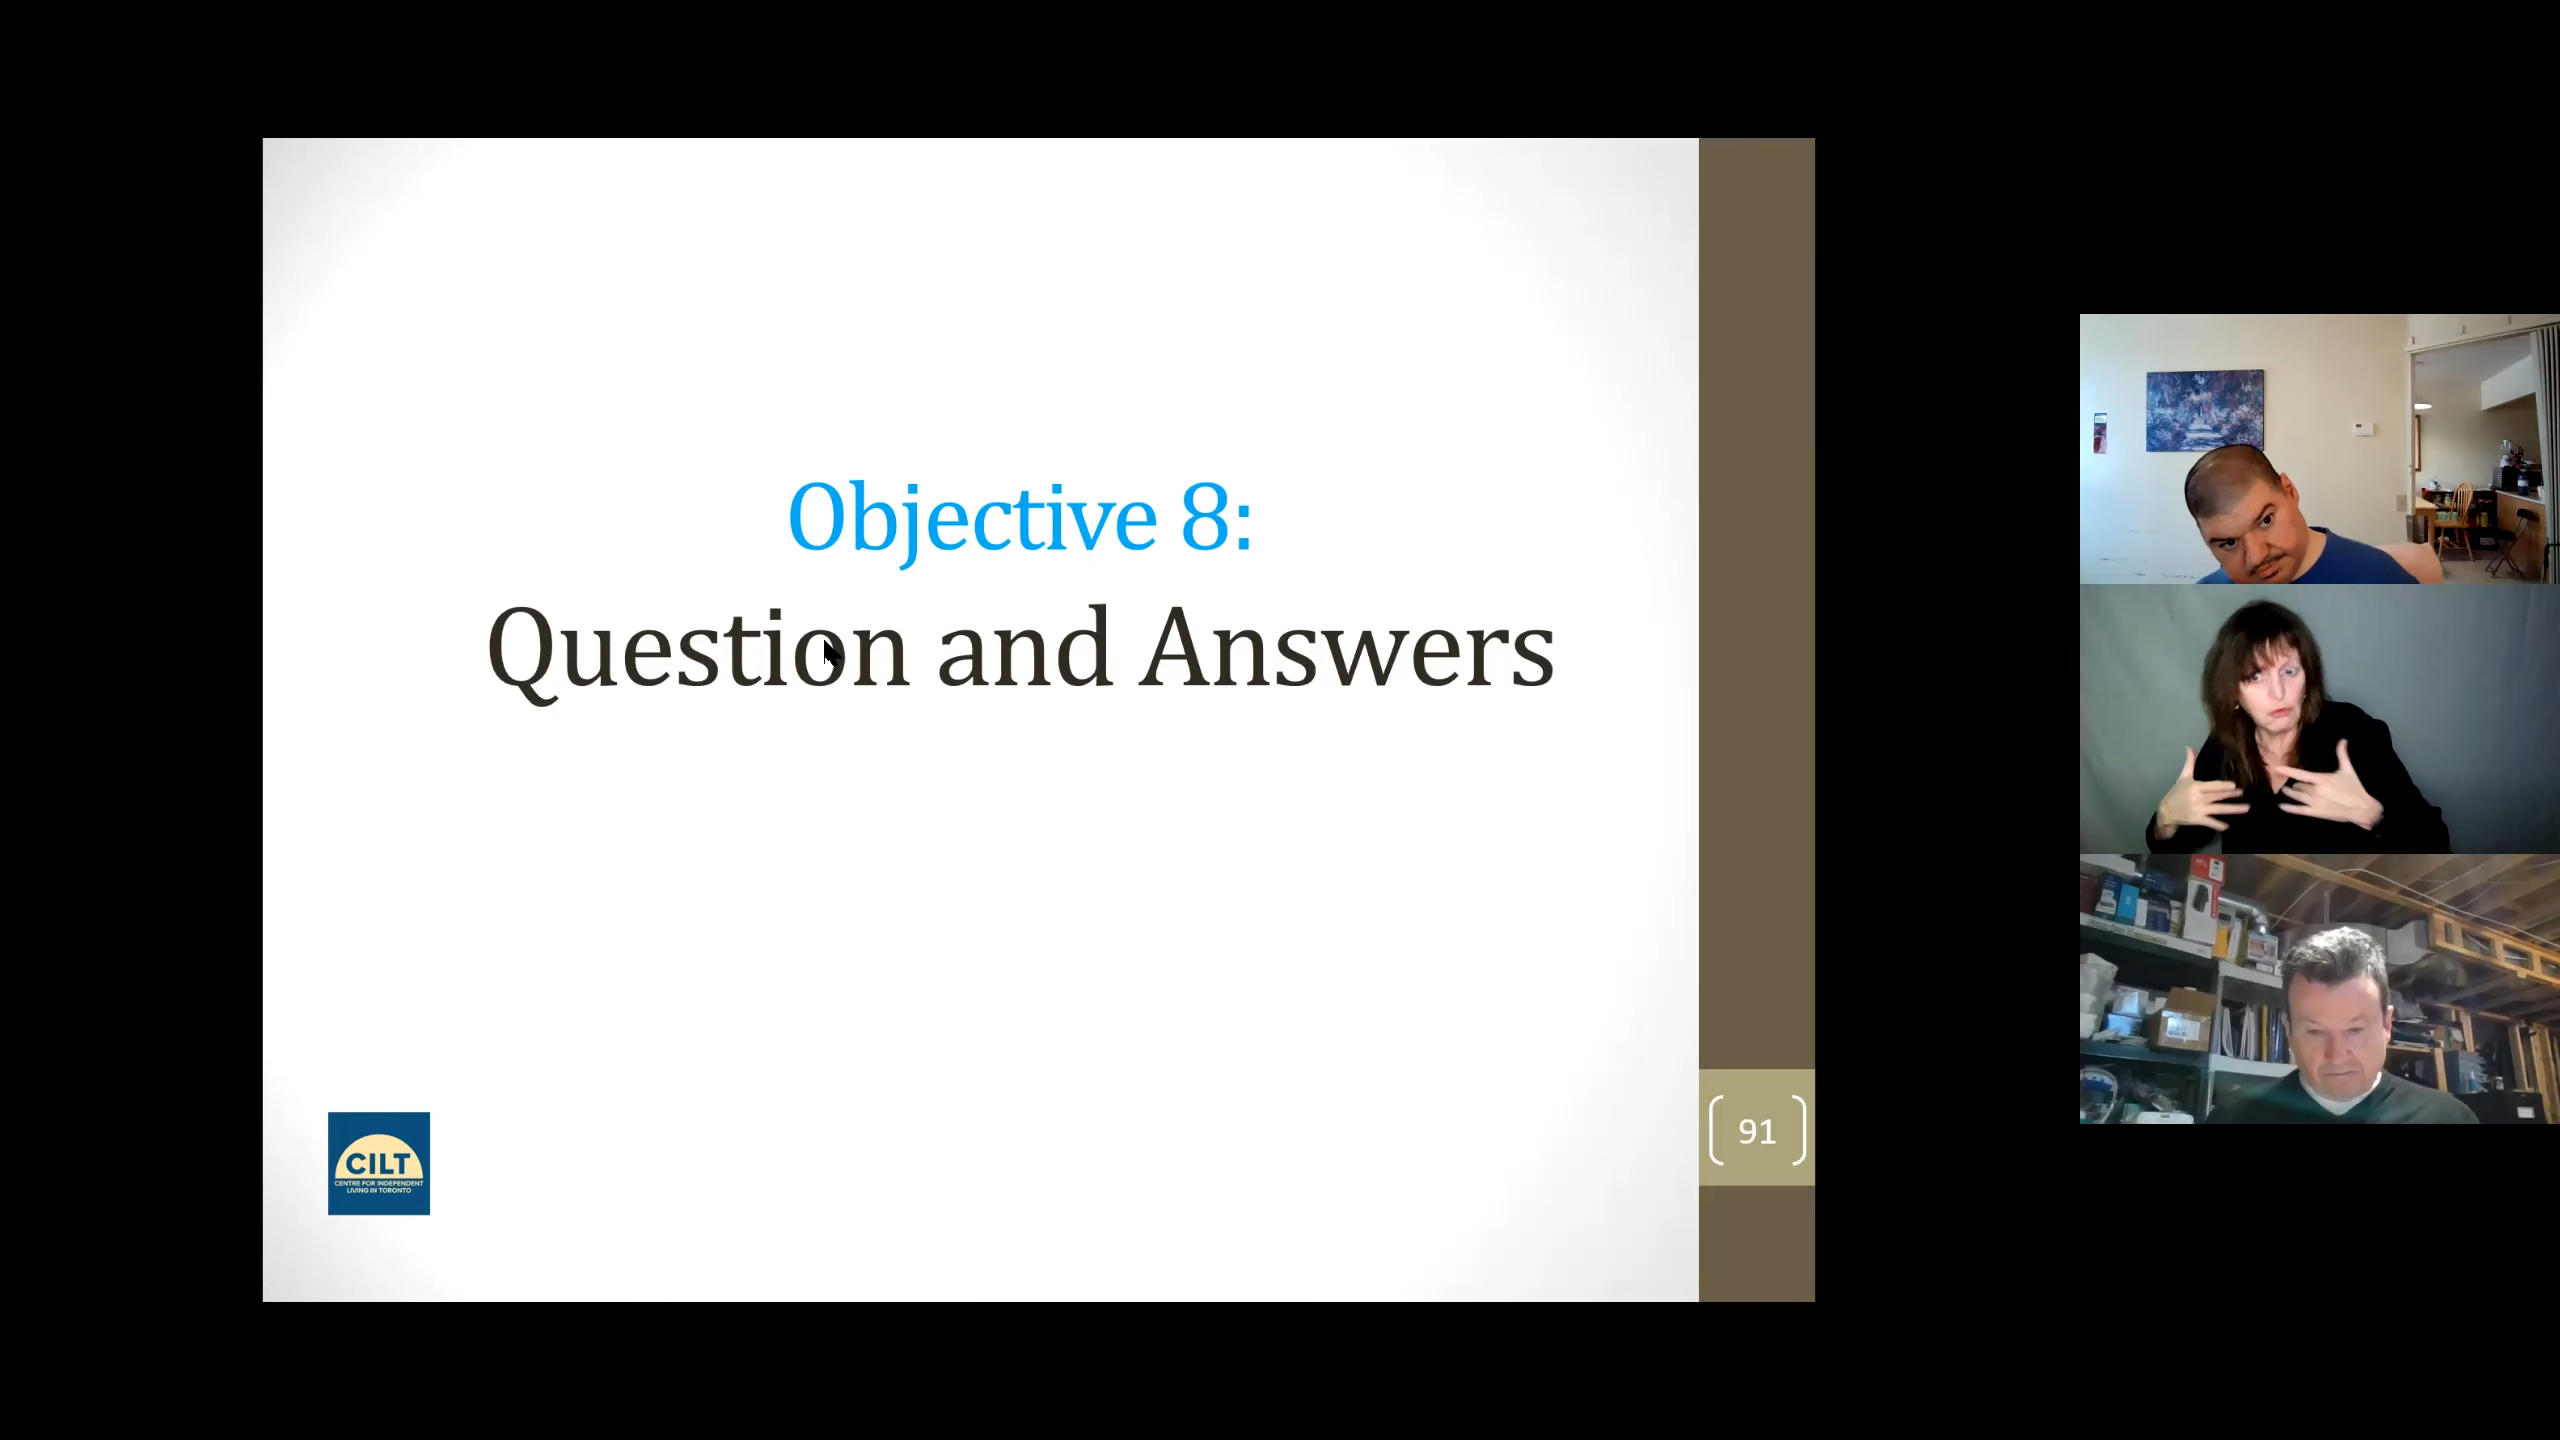 Objective 8:
Question and Answers
91
CILT
CENTRE FOR INDEPENDENT
LIVING IN TORONTO